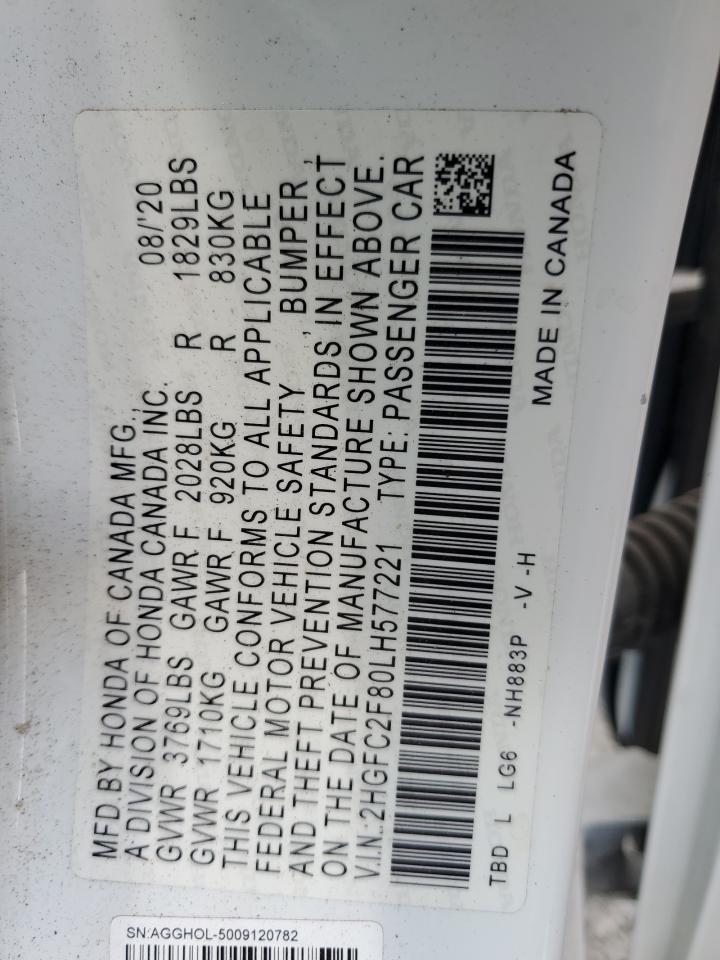 MFD.BY HONDA OF CANADA MFG., 08/'20
A DIVISION OF HONDA CANADA INC.
GVWR 3769LBS GAWR F 2028LBS R 1829LBS
GVWR 1710KG GAWR F 920KG R 830KG
THIS VEHICLE CONFORMS TO ALL APPLICABLE
FEDERAL MOTOR VEHICLE SAFETY , BUMPER ,
AND THEFT PREVENTION STANDARDS IN EFFECT
ON THE DATE OF MANUFACTURE SHOWN ABOVE.
V.I.N:2HGFC2F80LH577221 TYPE: PASSENGER CAR
TBD L LG6 -NH883P -V -H MADE IN CANADA
SN:AGGHOL-5009120782